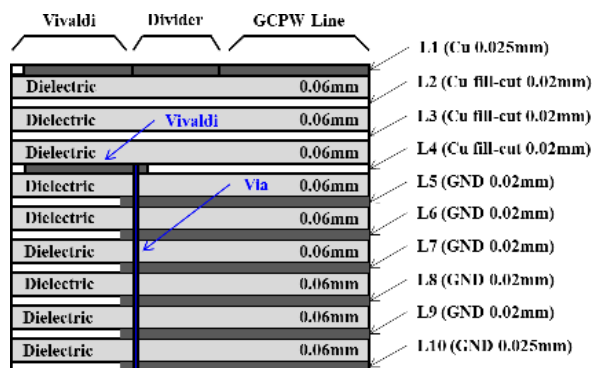 Vivaldi Divider GCPW Line
L1 (Cu 0.025mm)
Dielectric 0.06mm
L2 (Cu fill-cut 0.02mm)
Dielectric Vivaldi 0.06mm
L3 (Cu fill-cut 0.02mm)
Dielectric 0.06mm
L4 (Cu fill-cut 0.02mm)
Dielectric Via 0.06mm
L5 (GND 0.02mm)
Dielectric 0.06mm
L6 (GND 0.02mm)
Dielectric 0.06mm
L7 (GND 0.02mm)
Dielectric 0.06mm
L8 (GND 0.02mm)
Dielectric 0.06mm
L9 (GND 0.02mm)
Dielectric 0.06mm
L10 (GND 0.025mm)